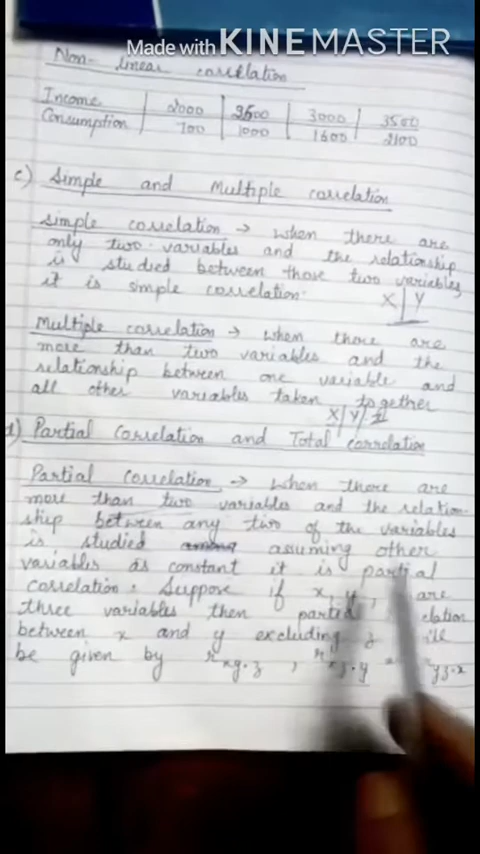 Made with KINEMASTER
Non-linear correlation
Income 2000 2500 3000 3500
Consumption 700 1000 1600 2100
c) Simple and Multiple correlation
Simple correlation → when there are
only two variables and the relationship
is studied between those two variables
it is simple correlation. X | Y
Multiple correlation → when there are
more than two variables and the
relationship between one variable and
all other variables taken together
X | Y | Z
d) Partial Correlation and Total correlation
Partial Correlation → when there are
more than two variables and the relation
ship between any two of the variables
is studied assuming other
variables as constant it is partial
correlation. Suppose if x, y, are
three variables then elation
between x and y excluding
be given by r xy.z , r xz.y yz.x